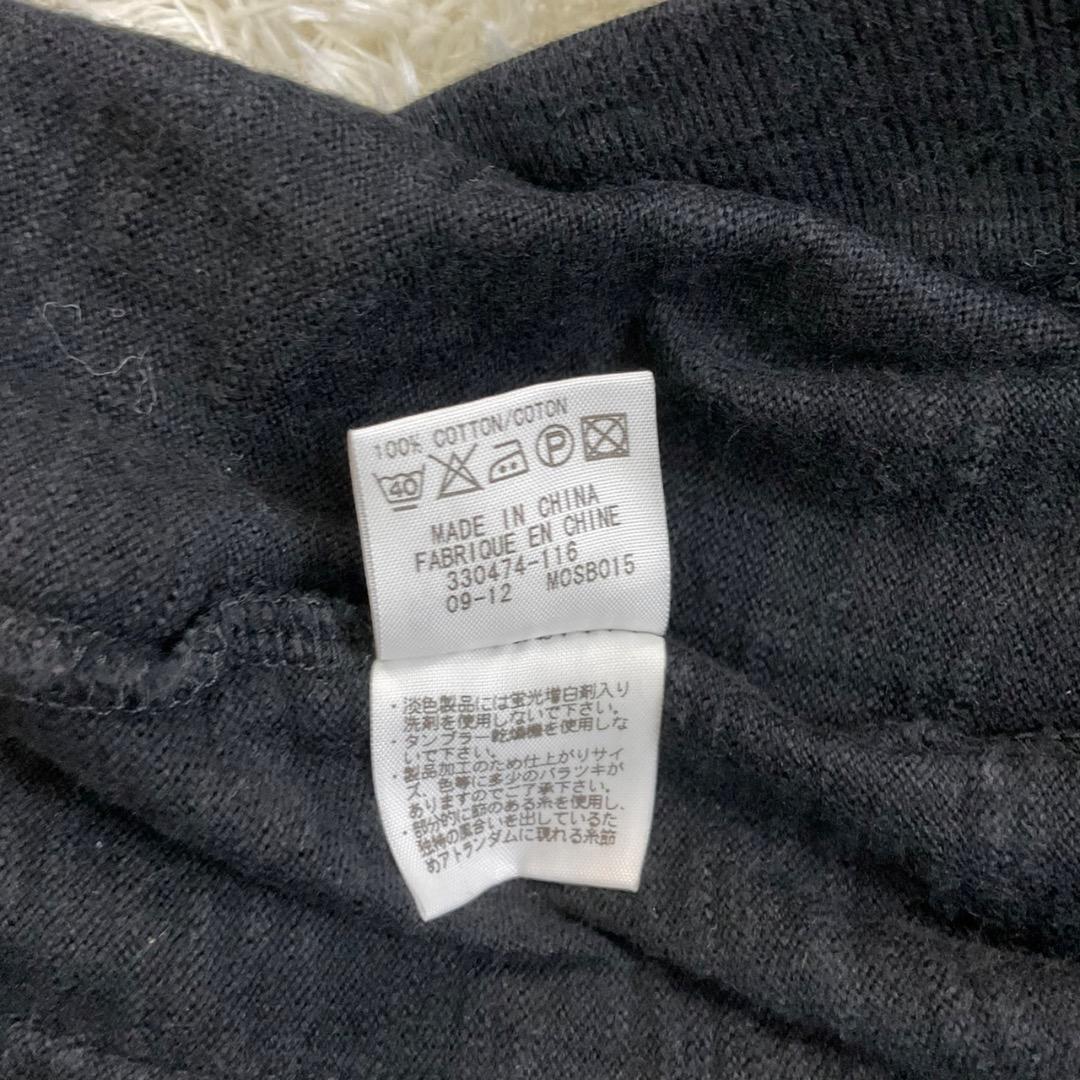 100% COTTON/COTON
40 P
MADE IN CHINA
FABRIQUE EN CHINE
330474-116
09-12 MOSB015
・淡色製品には蛍光増白剤入り
洗剤を使用しないで下さい。
・タンブラー乾燥機を使用しな
いで下さい。
・製品加工のため仕上がりサイ
ズ、色等に多少のバラツキが
ありますのでご了承下さい。
・部分的に節のある糸を使用し、
独特の風合いを出しているた
めアトランダムに現れる糸節